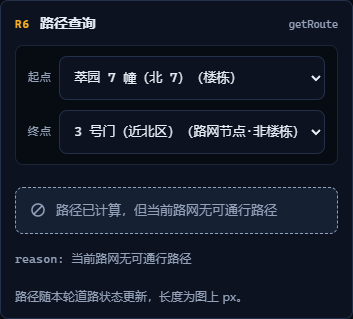 R6 路径查询 getRoute
起点 萃园 7 幢（北 7）（楼栋）
终点 3 号门（近北区）（路网节点·非楼栋）
路径已计算，但当前路网无可通行路径
reason: 当前路网无可通行路径
路径随本轮道路状态更新，长度为图上 px。